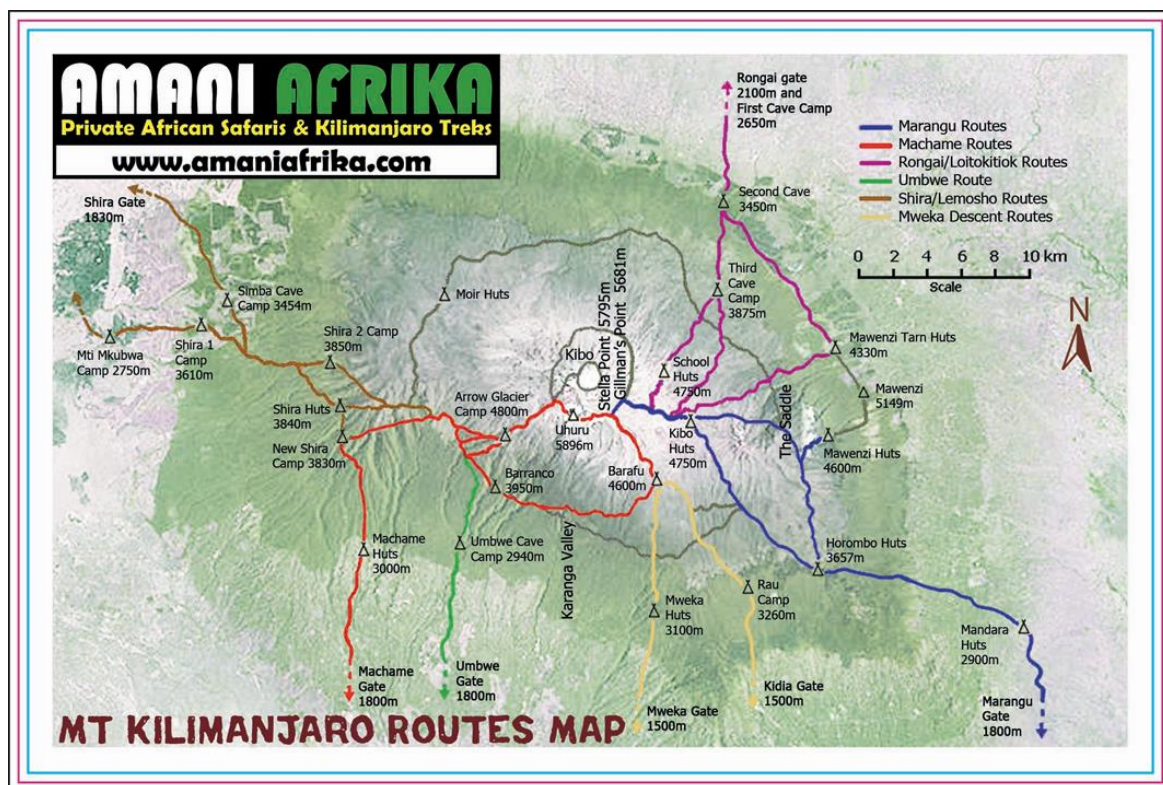 AMANI AFRIKA
Private African Safaris & Kilimanjaro Treks
www.amaniafrika.com
Rongai gate
2100m and
First Cave Camp
2650m
Marangu Routes
Machame Routes
Rongai/Loitokitiok Routes
Umbwe Route
Shira/Lemosho Routes
Mweka Descent Routes
0 2 4 6 8 10 km
Scale
N
Shira Gate
1830m
Second Cave
3450m
Simba Cave
Camp 3454m
Moir Huts
Third
Cave
Camp
3875m
Stella Point 5795m
Gillman's Point 5681m
Mti Mkubwa
Camp 2750m
Shira 1
Camp
3610m
Shira 2 Camp
3850m
Kibo
School
Huts
4750m
Mawenzi Tarn Huts
4330m
Mawenzi
5149m
The Saddle
Shira Huts
3840m
Arrow Glacier
Camp 4800m
Uhuru
5896m
Kibo
Huts
4750m
New Shira
Camp 3830m
Mawenzi Huts
4600m
Barranco
3950m
Barafu
4600m
Machame
Huts
3000m
Umbwe Cave
Camp 2940m
Karanga Valley
Horombo Huts
3657m
Mweka
Huts
3100m
Rau
Camp
3260m
Mandara
Huts
2900m
Machame
Gate
1800m
Umbwe
Gate
1800m
Mweka Gate
1500m
Kidia Gate
1500m
Marangu
Gate
1800m
MT KILIMANJARO ROUTES MAP